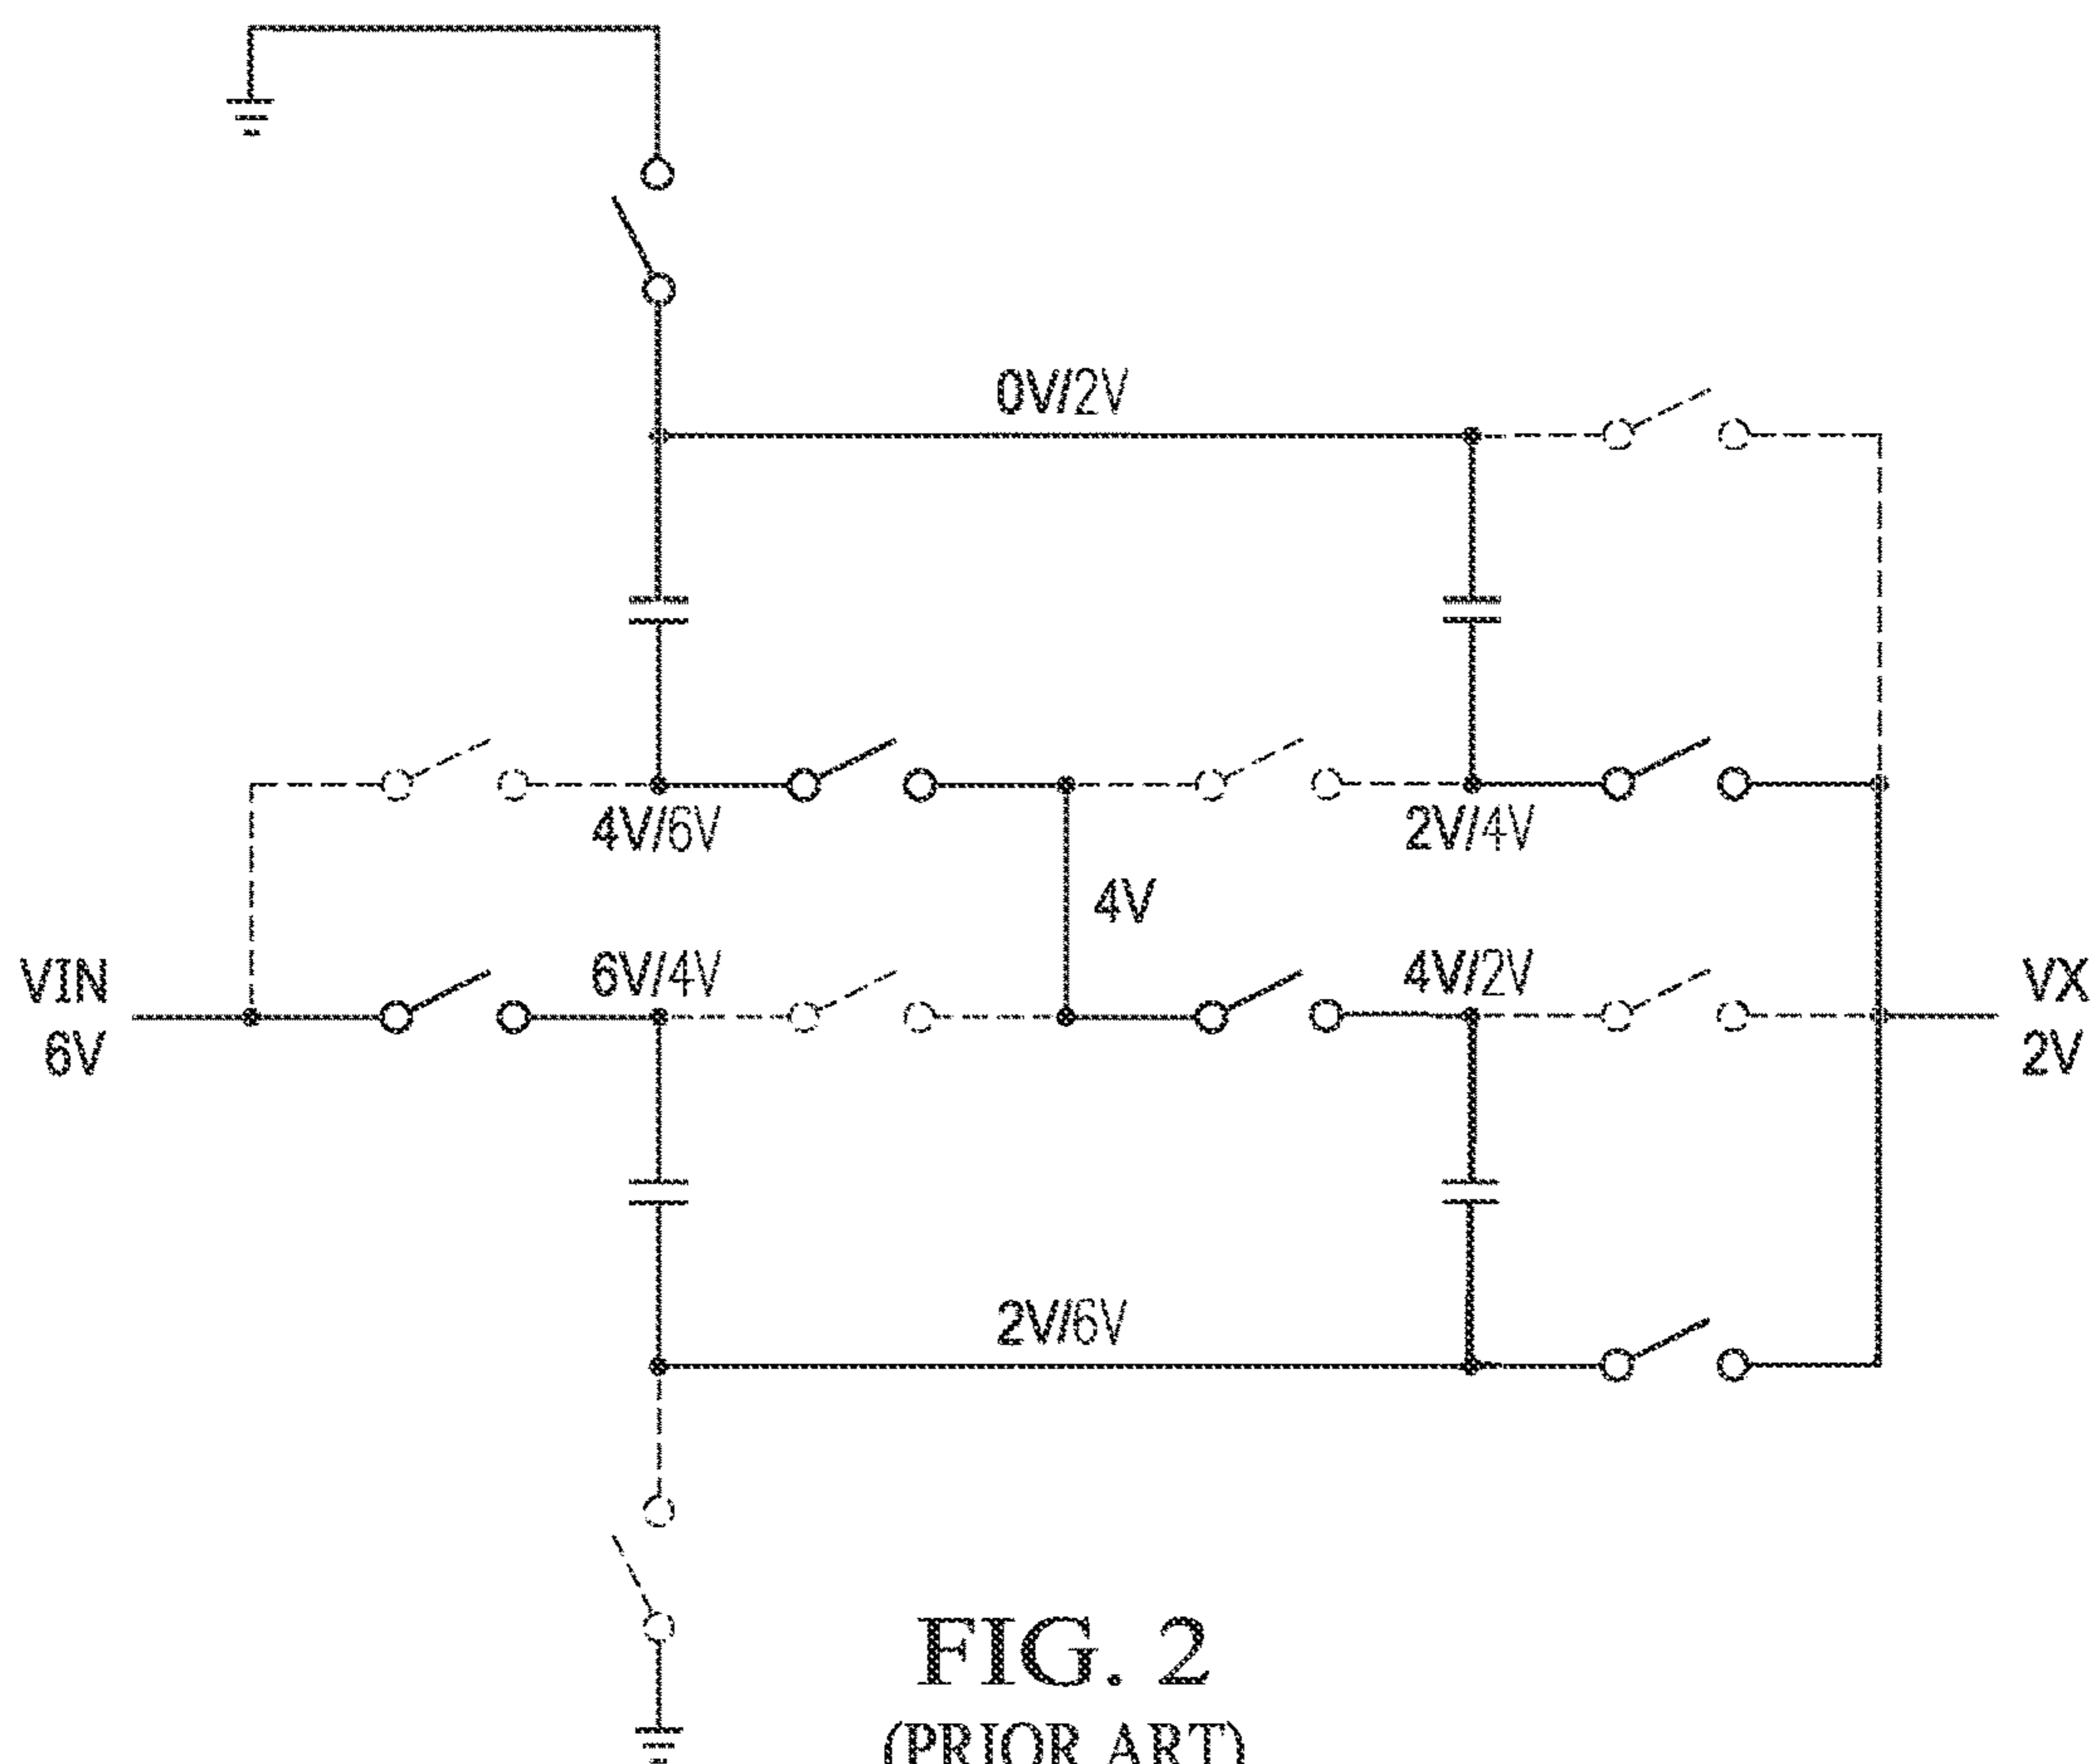 0V/2V
4V/6V
2V/4V
4V
VIN
6V
6V/4V
4V/2V
VX
2V
2V/6V
FIG. 2
(PRIOR ART)